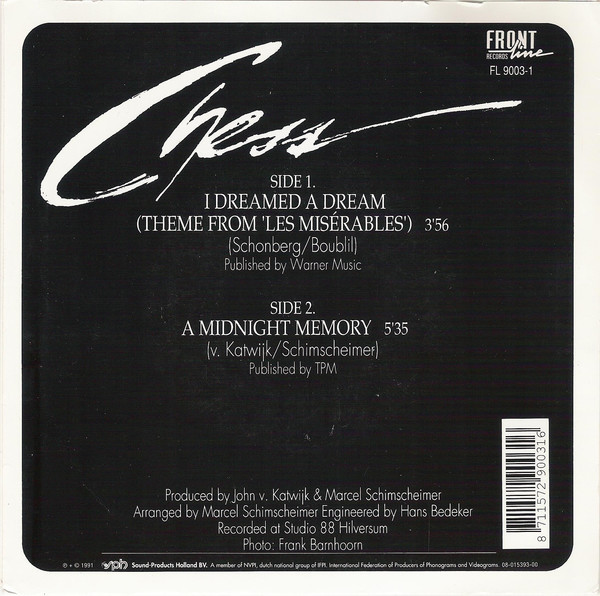 FRONT
RECORDS line
FL 9003-1
Chess
SIDE 1.
I DREAMED A DREAM
(THEME FROM 'LES MISÉRABLES') 3'56
(Schonberg/Boublil)
Published by Warner Music
SIDE 2.
A MIDNIGHT MEMORY 5'35
(v. Katwijk/Schimscheimer)
Published by TPM
8 711572 900316
Produced by John v. Katwijk & Marcel Schimscheimer
Arranged by Marcel Schimscheimer Engineered by Hans Bedeker
Recorded at Studio 88 Hilversum
Photo: Frank Barnhoorn
℗ + © 1991 sph Sound-Products Holland BV. A member of NVPI, dutch national group of IFPI. International Federation of Producers of Phonograms and Videograms. 08-015393-00